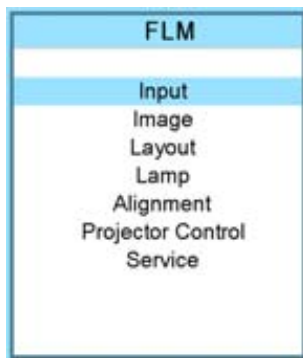 FLM
Input
Image
Layout
Lamp
Alignment
Projector Control
Service